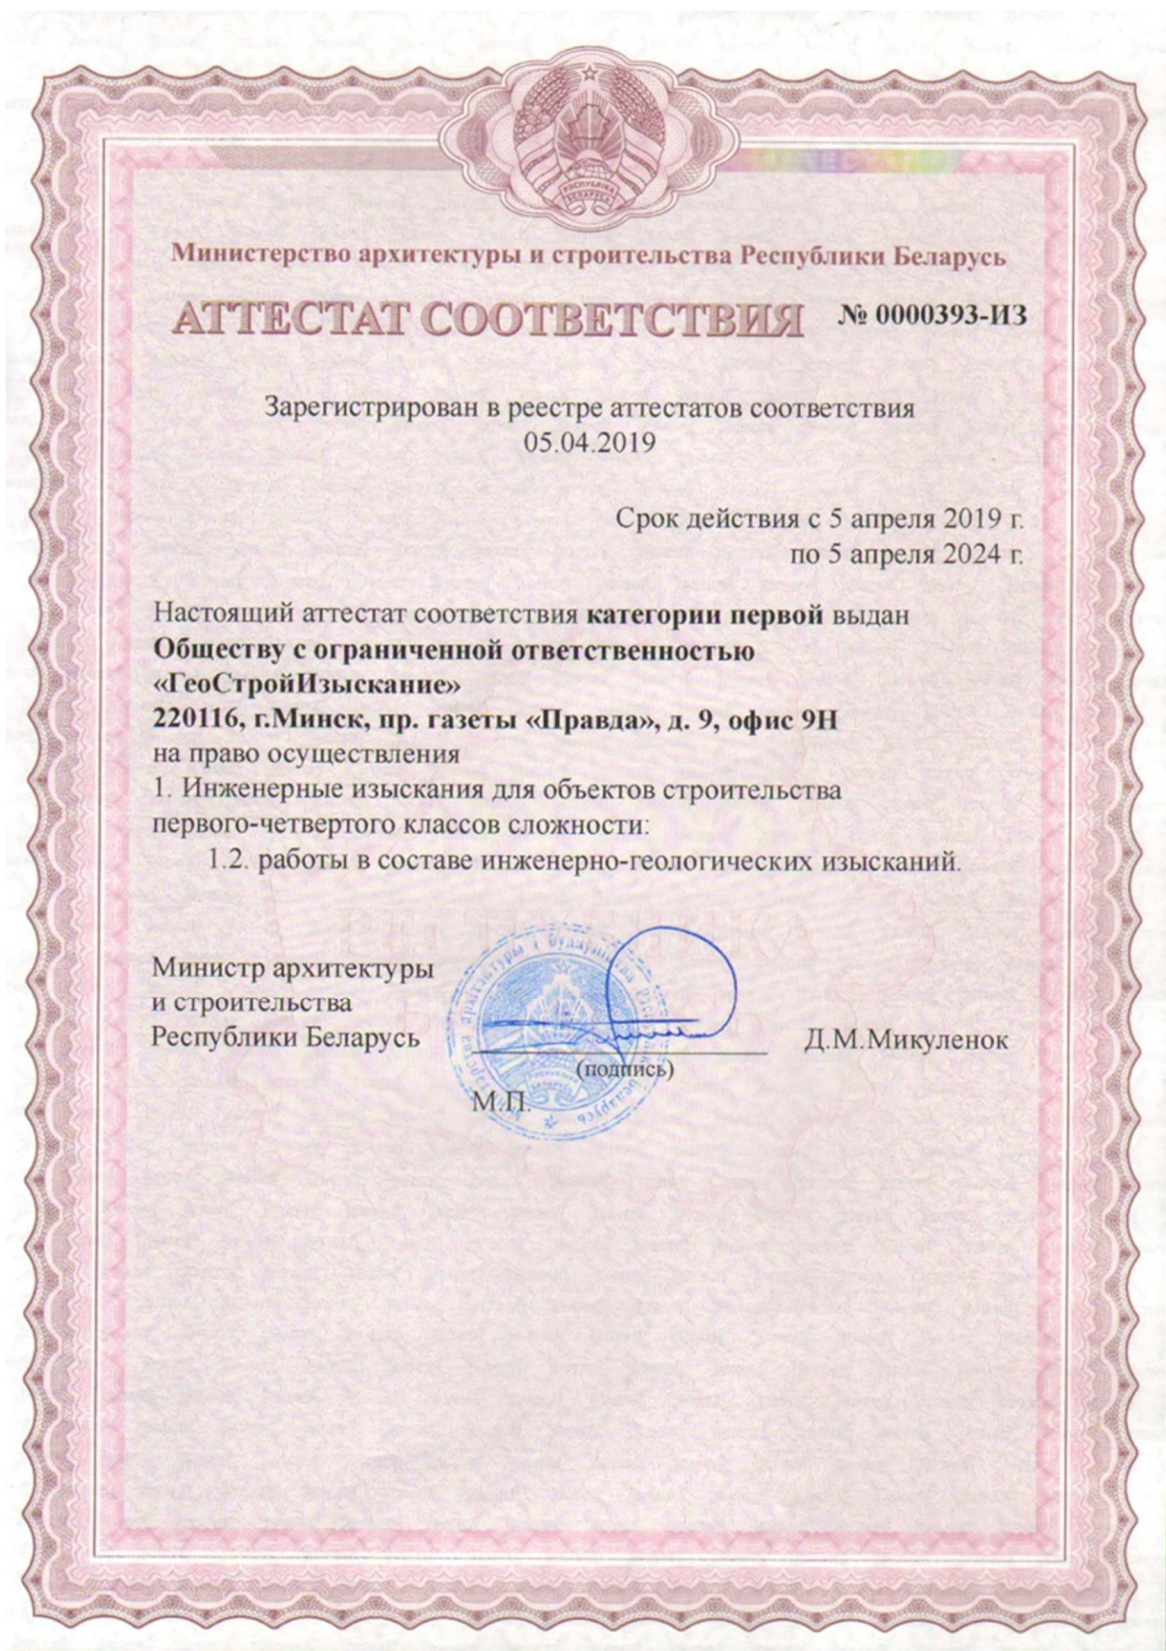 РЭСПУБЛІКА
БЕЛАРУСЬ
Министерство архитектуры и строительства Республики Беларусь
АТТЕСТАТ СООТВЕТСТВИЯ № 0000393-ИЗ
Зарегистрирован в реестре аттестатов соответствия
05.04.2019
Срок действия с 5 апреля 2019 г.
по 5 апреля 2024 г.
Настоящий аттестат соответствия категории первой выдан
Обществу с ограниченной ответственностью
«ГеоСтройИзыскание»
220116, г.Минск, пр. газеты «Правда», д. 9, офис 9Н
на право осуществления
1. Инженерные изыскания для объектов строительства
первого-четвертого классов сложности:
1.2. работы в составе инженерно-геологических изысканий.
Министр архитектуры
и строительства
Республики Беларусь
Д.М.Микуленок
(подпись)
М.П.